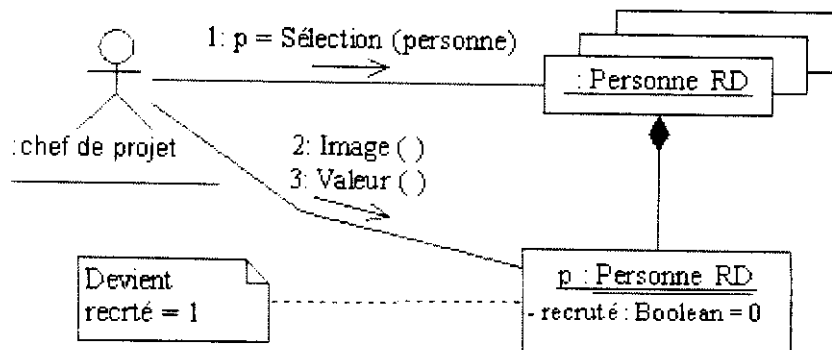 1: p = Sélection (personne)
: Personne RD
:chef de projet
2: Image ( )
3: Valeur ( )
Devient
recrté = 1
p : Personne RD
- recruté : Boolean = 0